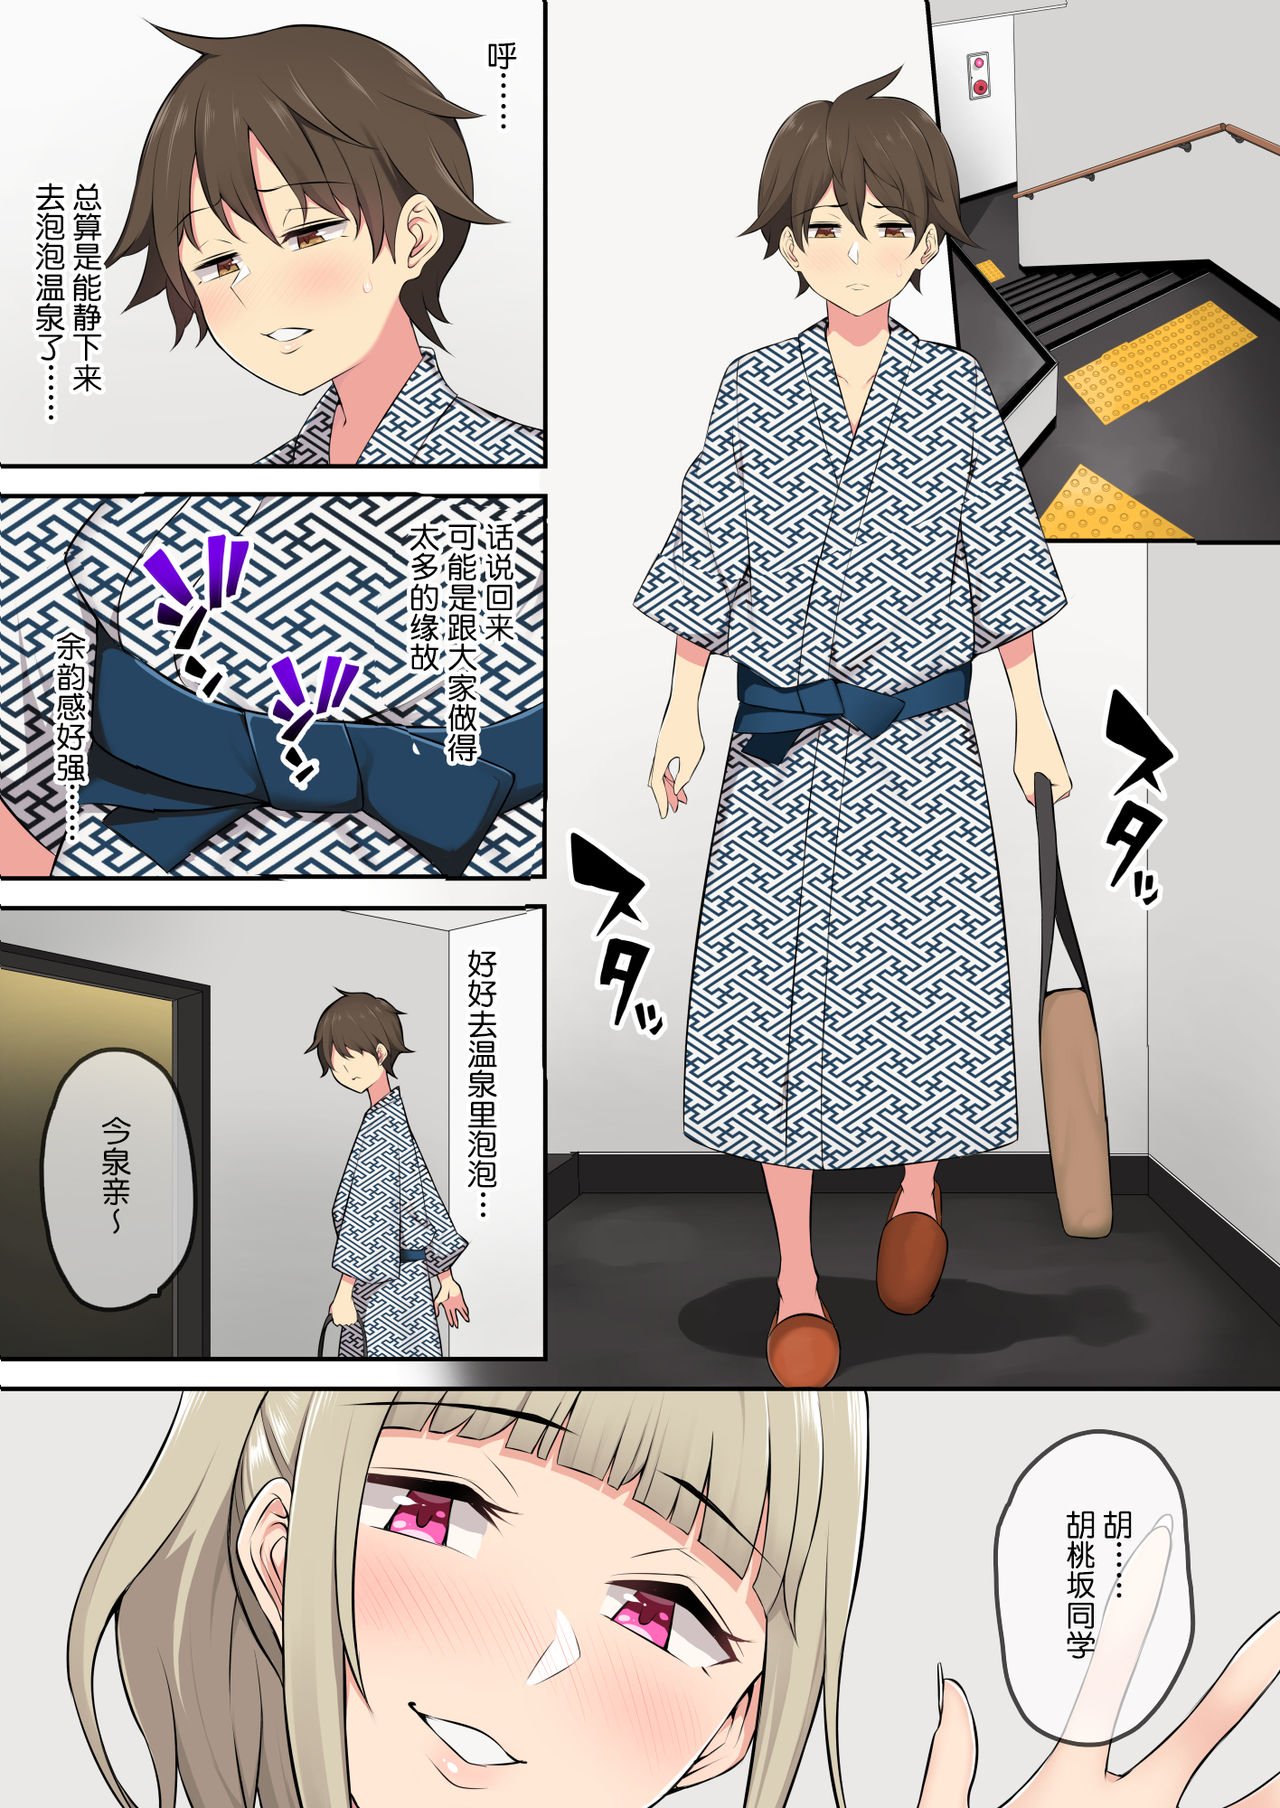 スタッ
スタッ
呼……
总算是能静下来
去泡泡温泉了……
话说回来
可能是跟大家做得
太多的缘故
余韵感好强……
好好去温泉里泡泡…
今泉亲～
胡……
胡桃坂同学